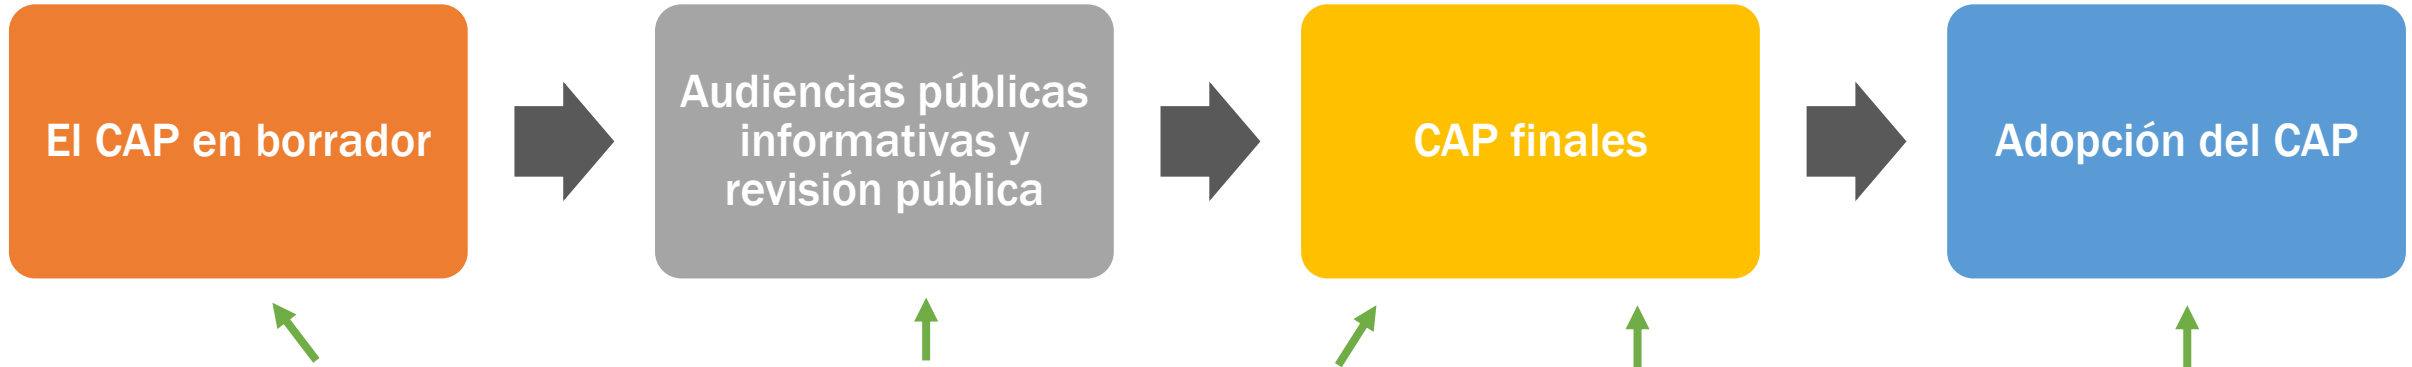 El CAP en borrador
Audiencias públicas
informativas y
revisión pública
CAP finales
Adopción del CAP